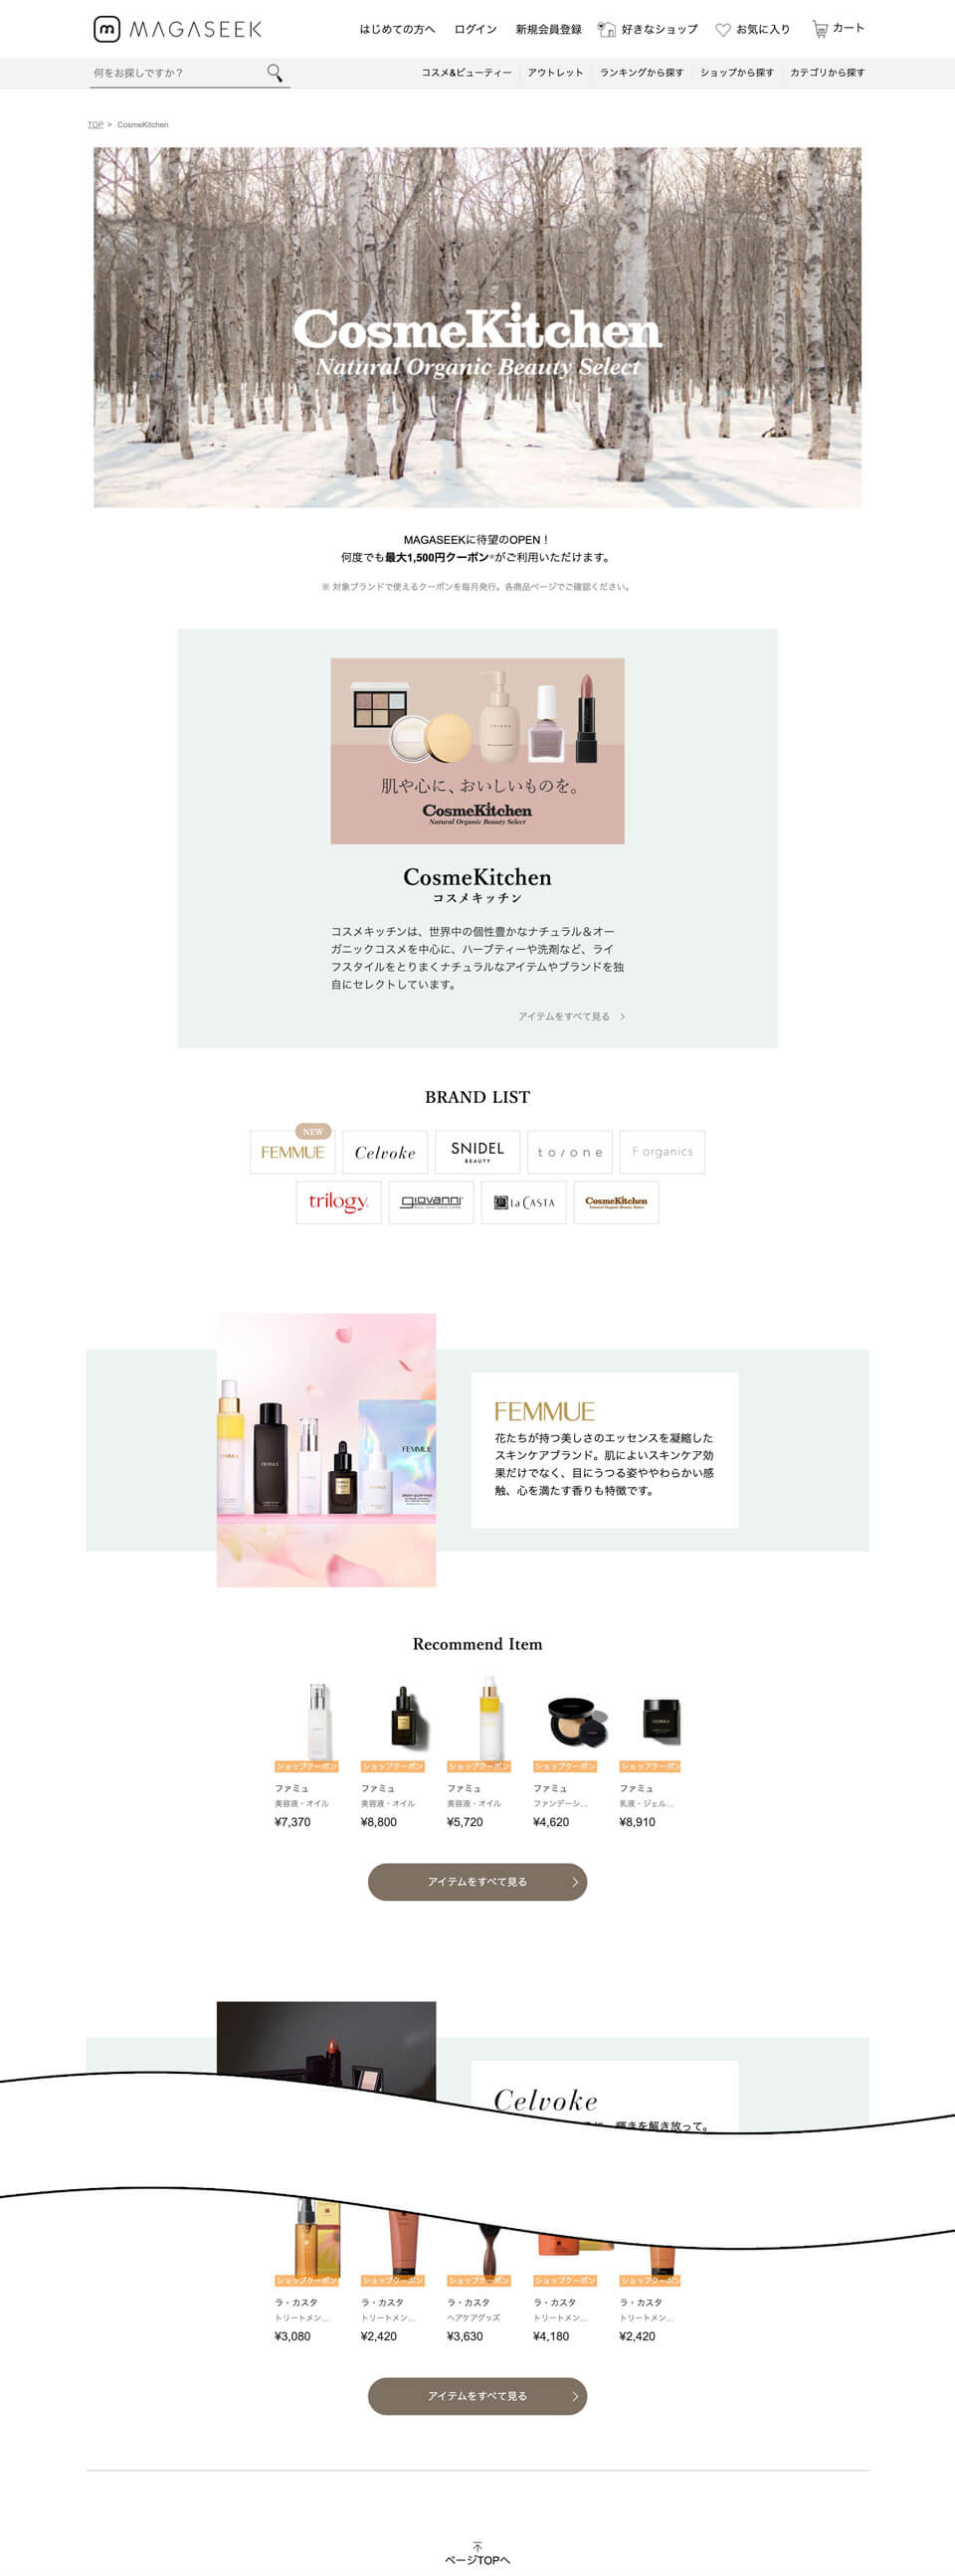 MAGASEEK
はじめての方へ ログイン 新規会員登録 好きなショップ お気に入り カート
何をお探しですか？
コスメ&ビューティー アウトレット ランキングから探す ショップから探す カテゴリから探す
TOP > CosmeKitchen
CosmeKitchen
Natural Organic Beauty Select
MAGASEEKに待望のOPEN！
何度でも最大1,500円クーポン※がご利用いただけます。
※ 対象ブランドで使えるクーポンを毎月発行。各商品ページでご確認ください。
肌や心に、おいしいものを。
CosmeKitchen
Natural Organic Beauty Select
CosmeKitchen
コスメキッチン
コスメキッチンは、世界中の個性豊かなナチュラル＆オー
ガニックコスメを中心に、ハーブティーや洗剤など、ライ
フスタイルをとりまくナチュラルなアイテムやブランドを独
自にセレクトしています。
アイテムをすべて見る >
BRAND LIST
NEW
FEMMUE Celvoke SNIDEL BEAUTY to/one F organics
trilogy giovanni La CASTA CosmeKitchen Natural Organic Beauty Select
FEMMUE
FEMMUE
花たちが持つ美しさのエッセンスを凝縮した
スキンケアブランド。肌によいスキンケア効
果だけでなく、目にうつる姿ややわらかい感
触、心を満たす香りも特徴です。
Recommend Item
ショップクーポン ショップクーポン ショップクーポン ショップクーポン ショップクーポン
ファミュ ファミュ ファミュ ファミュ ファミュ
美容液・オイル 美容液・オイル 美容液・オイル ファンデーシ... 乳液・ジェル...
¥7,370 ¥8,800 ¥5,720 ¥4,620 ¥8,910
アイテムをすべて見る
Celvoke
輝きを解き放って。
ショップクーポン ショップクーポン ショップクーポン ショップクーポン ショップクーポン
ラ・カスタ ラ・カスタ ラ・カスタ ラ・カスタ ラ・カスタ
トリートメン... トリートメン... ヘアケアグッズ トリートメン... トリートメン...
¥3,080 ¥2,420 ¥3,630 ¥4,180 ¥2,420
アイテムをすべて見る
ページTOPへ